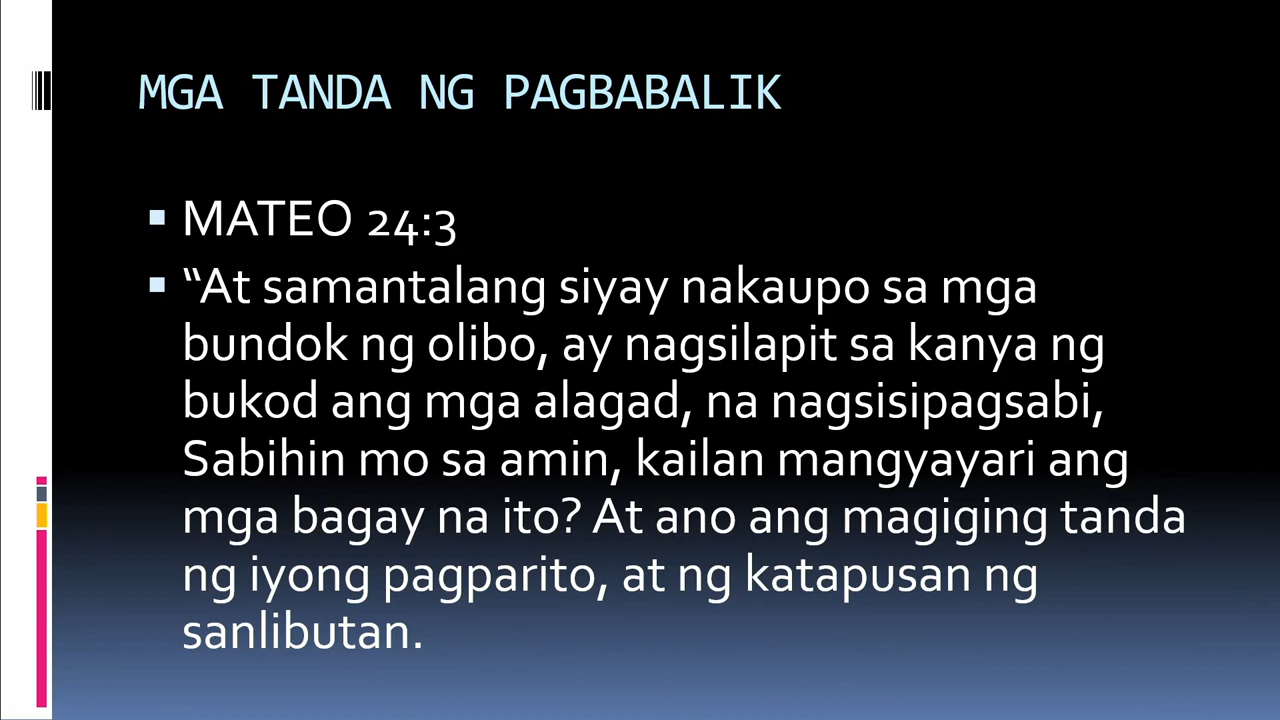 MGA TANDA NG PAGBABALIK
MATEO 24:3
“At samantalang siyay nakaupo sa mga
bundok ng olibo, ay nagsilapit sa kanya ng
bukod ang mga alagad, na nagsisipagsabi,
Sabihin mo sa amin, kailan mangyayari ang
mga bagay na ito? At ano ang magiging tanda
ng iyong pagparito, at ng katapusan ng
sanlibutan.